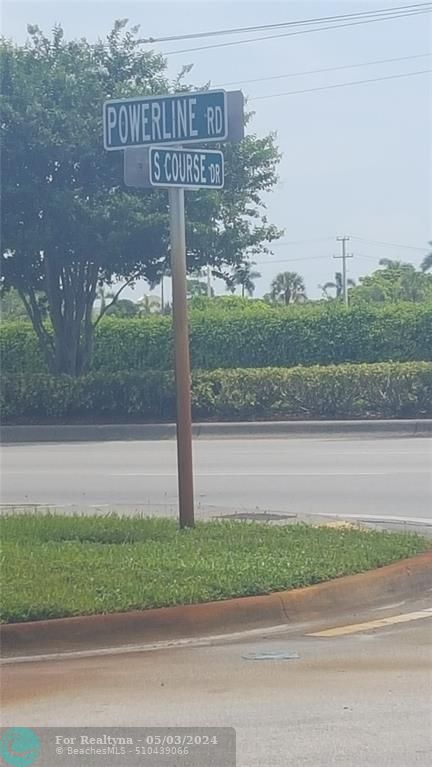 POWERLINE RD
S COURSE DR
For Realtyna - 05/03/2024
© BeachesMLS - 510439066